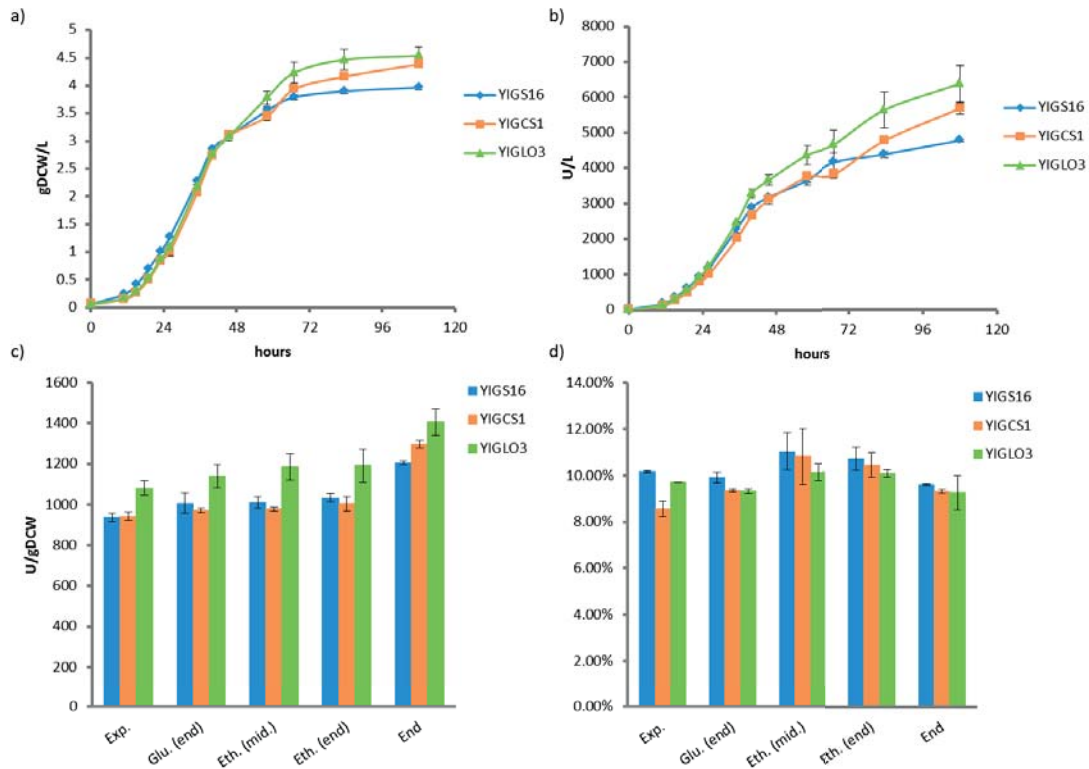 a)
5
4.5
4
3.5
3
2.5
2
1.5
1
0.5
0
gDCW/L
0 24 48 72 96 120
hours
YIGS16
YIGCS1
YIGLO3
b)
8000
7000
6000
5000
4000
3000
2000
1000
0
U/L
0 24 48 72 96 120
hours
YIGS16
YIGCS1
YIGLO3
c)
1600
1400
1200
1000
800
600
400
200
0
U/gDCW
Exp. Glu. (end) Eth. (mid.) Eth. (end) End
YIGS16
YIGCS1
YIGLO3
d)
14.00%
12.00%
10.00%
8.00%
6.00%
4.00%
2.00%
0.00%
Exp. Glu. (end) Eth. (mid.) Eth. (end) End
YIGS16
YIGCS1
YIGLO3